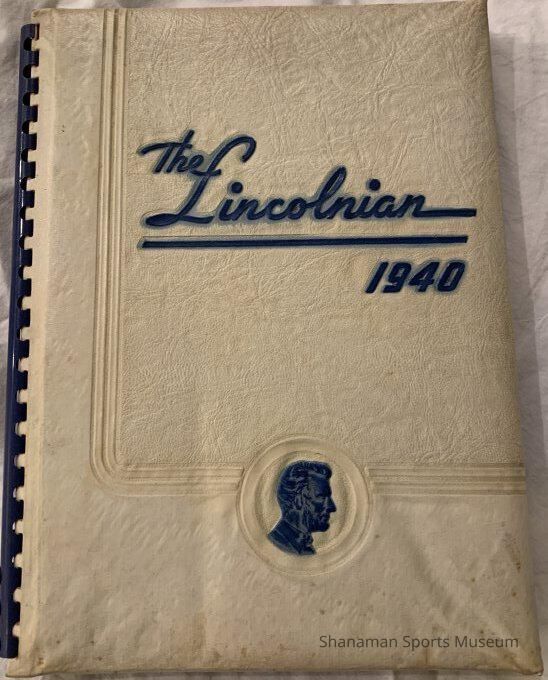 The
Lincolnian
1940
Shanaman Sports Museum